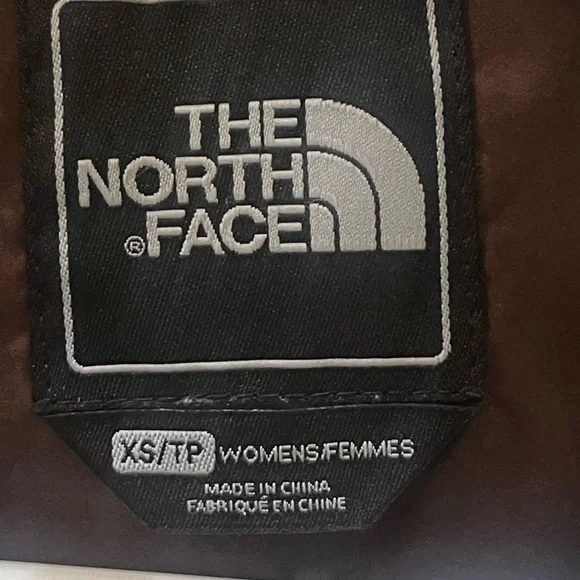 THE
NORTH
® FACE
XS/TP WOMENS/FEMMES
MADE IN CHINA
FABRIQUÉ EN CHINE